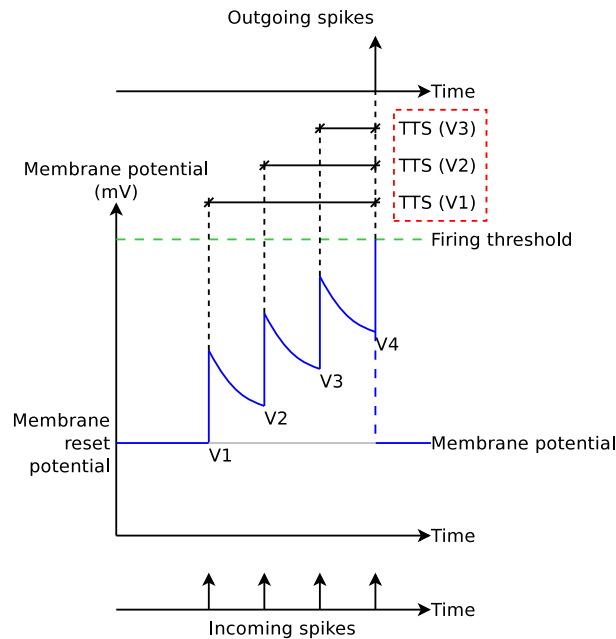 Outgoing spikes
Time
TTS (V3)
TTS (V2)
TTS (V1)
Membrane potential
(mV)
Firing threshold
V4
V3
V2
V1
Membrane
reset
potential
Membrane potential
Time
Time
Incoming spikes